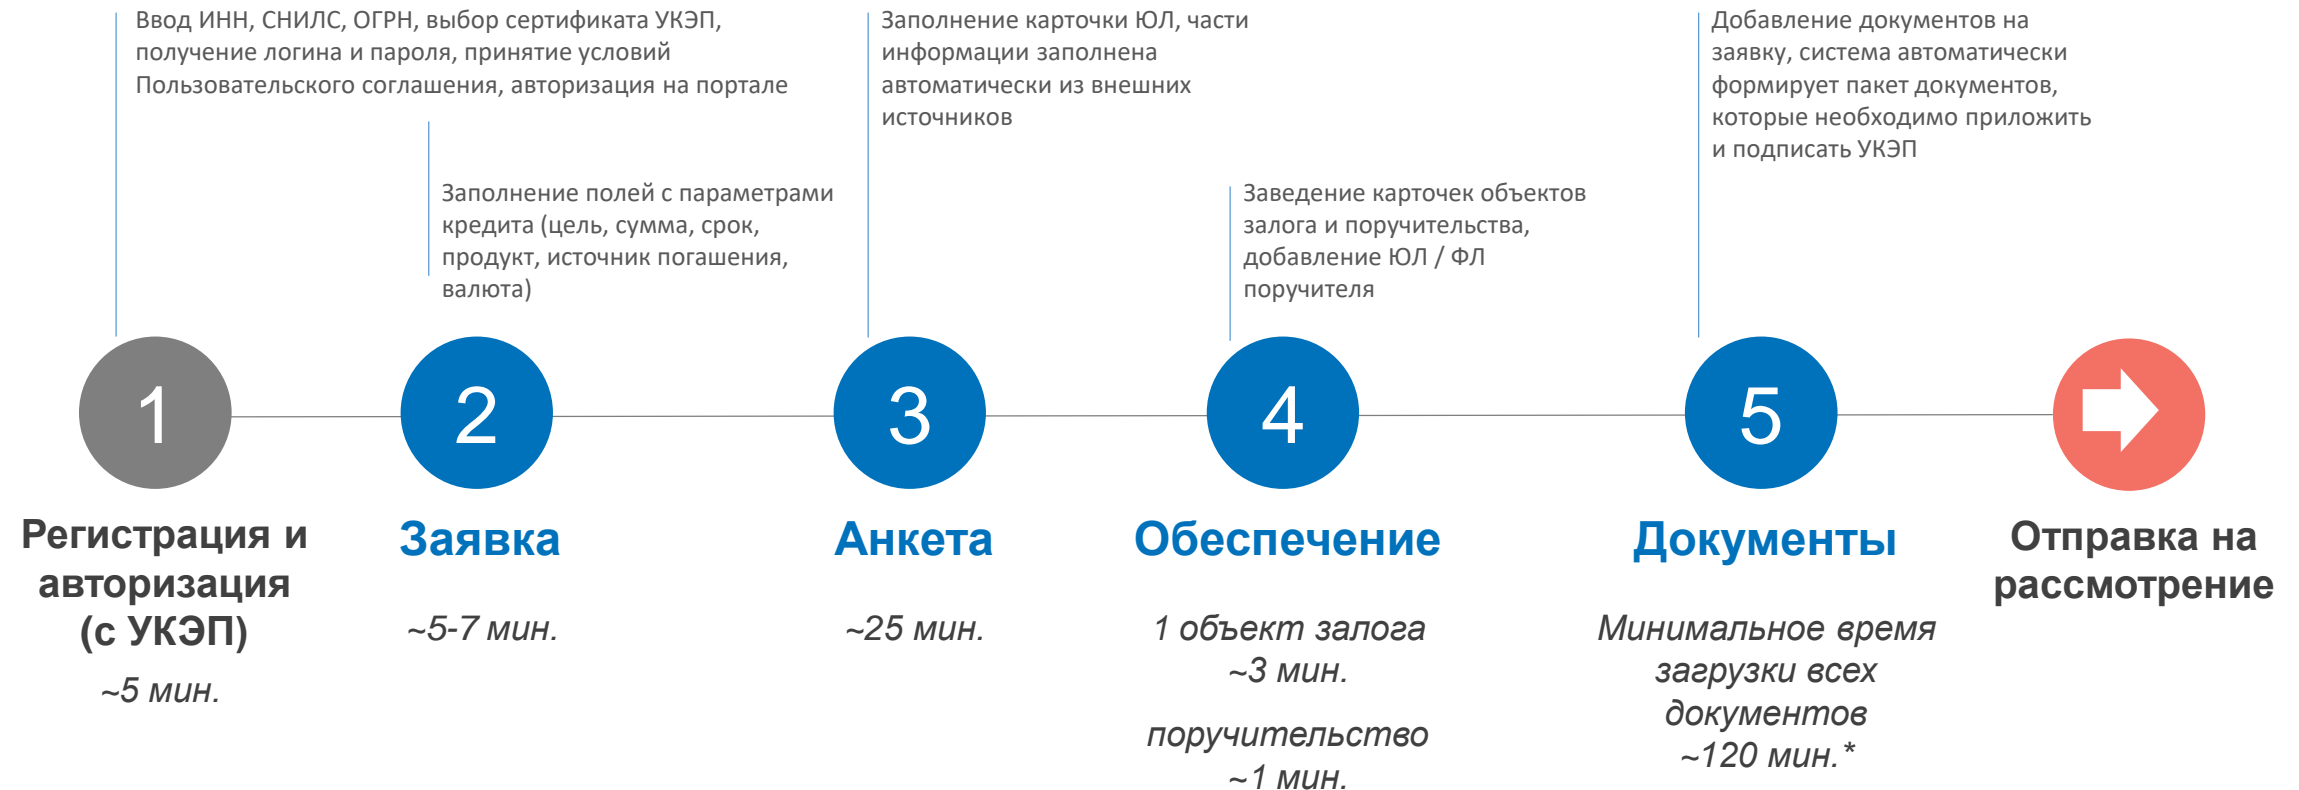 Ввод ИНН, СНИЛС, ОГРН, выбор сертификата УКЭП,
получение логина и пароля, принятие условий
Пользовательского соглашения, авторизация на портале
Заполнение полей с параметрами
кредита (цель, сумма, срок,
продукт, источник погашения,
валюта)
Заполнение карточки ЮЛ, части
информации заполнена
автоматически из внешних
источников
Заведение карточек объектов
залога и поручительства,
добавление ЮЛ / ФЛ
поручителя
Добавление документов на
заявку, система автоматически
формирует пакет документов,
которые необходимо приложить
и подписать УКЭП
1
2
3
4
5
Регистрация и
авторизация
(с УКЭП)
~5 мин.
Заявка
~5-7 мин.
Анкета
~25 мин.
Обеспечение
1 объект залога
~3 мин.
поручительство
~1 мин.
Документы
Минимальное время
загрузки всех
документов
~120 мин.*
Отправка на
рассмотрение